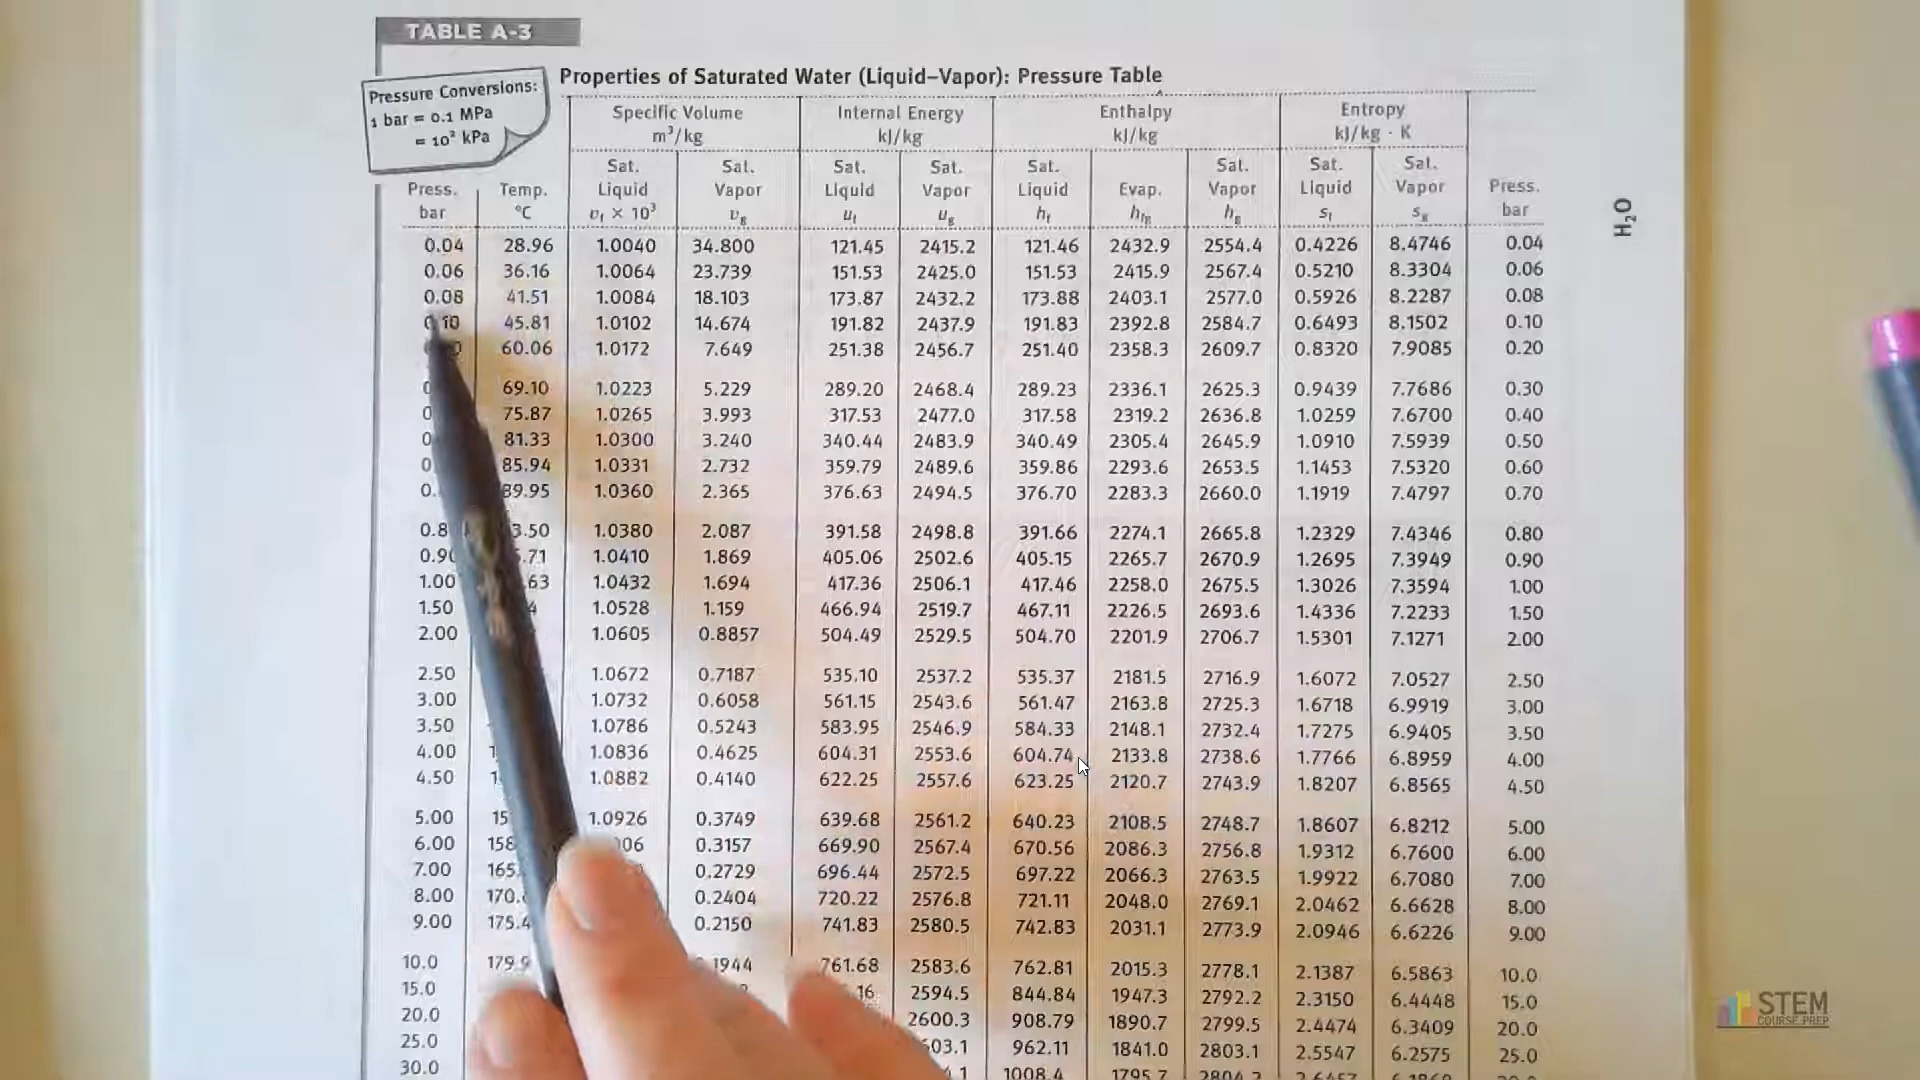 TABLE A-3
Pressure Conversions:
1 bar = 0.1 MPa
= 10² kPa
Properties of Saturated Water (Liquid–Vapor): Pressure Table
Specific Volume Internal Energy Enthalpy Entropy
m³/kg kJ/kg kJ/kg kJ/kg · K
Sat. Sat. Sat. Sat. Sat. Sat. Sat. Sat.
Press. Temp. Liquid Vapor Liquid Vapor Liquid Evap. Vapor Liquid Vapor Press.
bar °C vf × 10³ vg uf ug hf hfg hg sf sg bar
H₂O
0.04 28.96 1.0040 34.800 121.45 2415.2 121.46 2432.9 2554.4 0.4226 8.4746 0.04
0.06 36.16 1.0064 23.739 151.53 2425.0 151.53 2415.9 2567.4 0.5210 8.3304 0.06
0.08 41.51 1.0084 18.103 173.87 2432.2 173.88 2403.1 2577.0 0.5926 8.2287 0.08
0.10 45.81 1.0102 14.674 191.82 2437.9 191.83 2392.8 2584.7 0.6493 8.1502 0.10
60.06 1.0172 7.649 251.38 2456.7 251.40 2358.3 2609.7 0.8320 7.9085 0.20
69.10 1.0223 5.229 289.20 2468.4 289.23 2336.1 2625.3 0.9439 7.7686 0.30
75.87 1.0265 3.993 317.53 2477.0 317.58 2319.2 2636.8 1.0259 7.6700 0.40
81.33 1.0300 3.240 340.44 2483.9 340.49 2305.4 2645.9 1.0910 7.5939 0.50
85.94 1.0331 2.732 359.79 2489.6 359.86 2293.6 2653.5 1.1453 7.5320 0.60
89.95 1.0360 2.365 376.63 2494.5 376.70 2283.3 2660.0 1.1919 7.4797 0.70
1.0380 2.087 391.58 2498.8 391.66 2274.1 2665.8 1.2329 7.4346 0.80
0.90 1.0410 1.869 405.06 2502.6 405.15 2265.7 2670.9 1.2695 7.3949 0.90
1.00 1.0432 1.694 417.36 2506.1 417.46 2258.0 2675.5 1.3026 7.3594 1.00
1.50 1.0528 1.159 466.94 2519.7 467.11 2226.5 2693.6 1.4336 7.2233 1.50
2.00 1.0605 0.8857 504.49 2529.5 504.70 2201.9 2706.7 1.5301 7.1271 2.00
2.50 1.0672 0.7187 535.10 2537.2 535.37 2181.5 2716.9 1.6072 7.0527 2.50
3.00 1.0732 0.6058 561.15 2543.6 561.47 2163.8 2725.3 1.6718 6.9919 3.00
3.50 1.0786 0.5243 583.95 2546.9 584.33 2148.1 2732.4 1.7275 6.9405 3.50
4.00 1.0836 0.4625 604.31 2553.6 604.74 2133.8 2738.6 1.7766 6.8959 4.00
4.50 1.0882 0.4140 622.25 2557.6 623.25 2120.7 2743.9 1.8207 6.8565 4.50
5.00 1.0926 0.3749 639.68 2561.2 640.23 2108.5 2748.7 1.8607 6.8212 5.00
6.00 0.3157 669.90 2567.4 670.56 2086.3 2756.8 1.9312 6.7600 6.00
7.00 0.2729 696.44 2572.5 697.22 2066.3 2763.5 1.9922 6.7080 7.00
8.00 0.2404 720.22 2576.8 721.11 2048.0 2769.1 2.0462 6.6628 8.00
9.00 0.2150 741.83 2580.5 742.83 2031.1 2773.9 2.0946 6.6226 9.00
10.0 761.68 2583.6 762.81 2015.3 2778.1 2.1387 6.5863 10.0
15.0 2594.5 844.84 1947.3 2792.2 2.3150 6.4448 15.0
20.0 2600.3 908.79 1890.7 2799.5 2.4474 6.3409 20.0
25.0 962.11 1841.0 2803.1 2.5547 6.2575 25.0
30.0 1008.4 1795.7
STEM
COURSE PREP